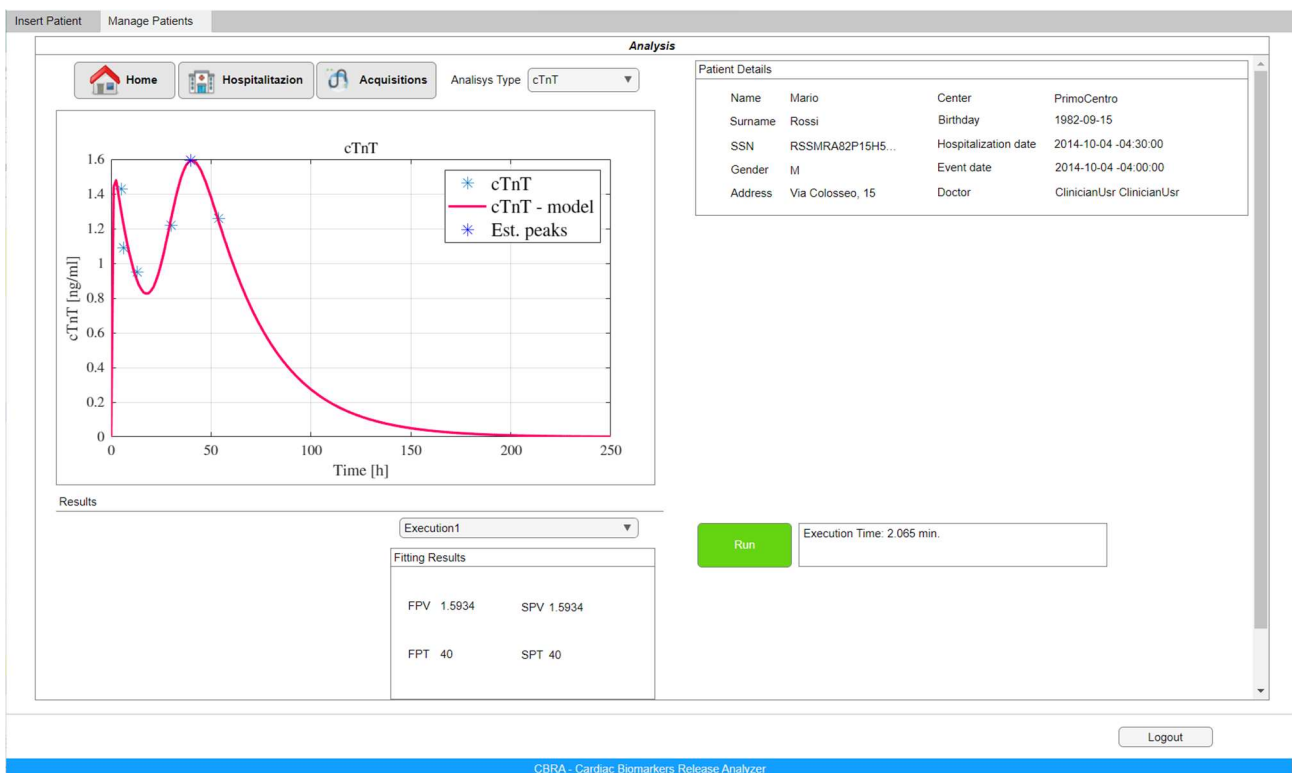 Insert Patient Manage Patients
Analysis
Home Hospitalitazion Acquisitions Analisys Type cTnT
Patient Details
Name Mario Center PrimoCentro
Surname Rossi Birthday 1982-09-15
SSN RSSMRA82P15H5... Hospitalization date 2014-10-04 -04:30:00
Gender M Event date 2014-10-04 -04:00:00
Address Via Colosseo, 15 Doctor ClinicianUsr ClinicianUsr
cTnT
cTnT [ng/ml]
1.6
1.4
1.2
1
0.8
0.6
0.4
0.2
0
0 50 100 150 200 250
Time [h]
cTnT
cTnT - model
Est. peaks
Results
Execution1
Fitting Results
FPV 1.5934 SPV 1.5934
FPT 40 SPT 40
Run
Execution Time: 2.065 min.
Logout
CBRA - Cardiac Biomarkers Release Analyzer